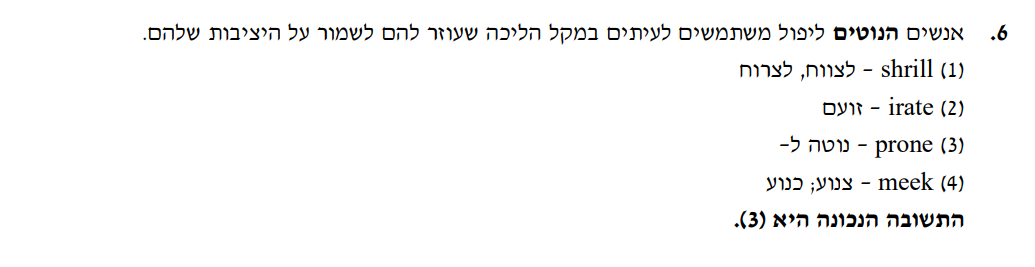 6. אנשים הנוטים ליפול משתמשים לעיתים במקל הליכה שעוזר להם לשמור על היציבות שלהם.
(1) shrill – לצווח, לצרוח
(2) irate – זועם
(3) prone – נוטה ל–
(4) meek – צנוע; כנוע
התשובה הנכונה היא (3).